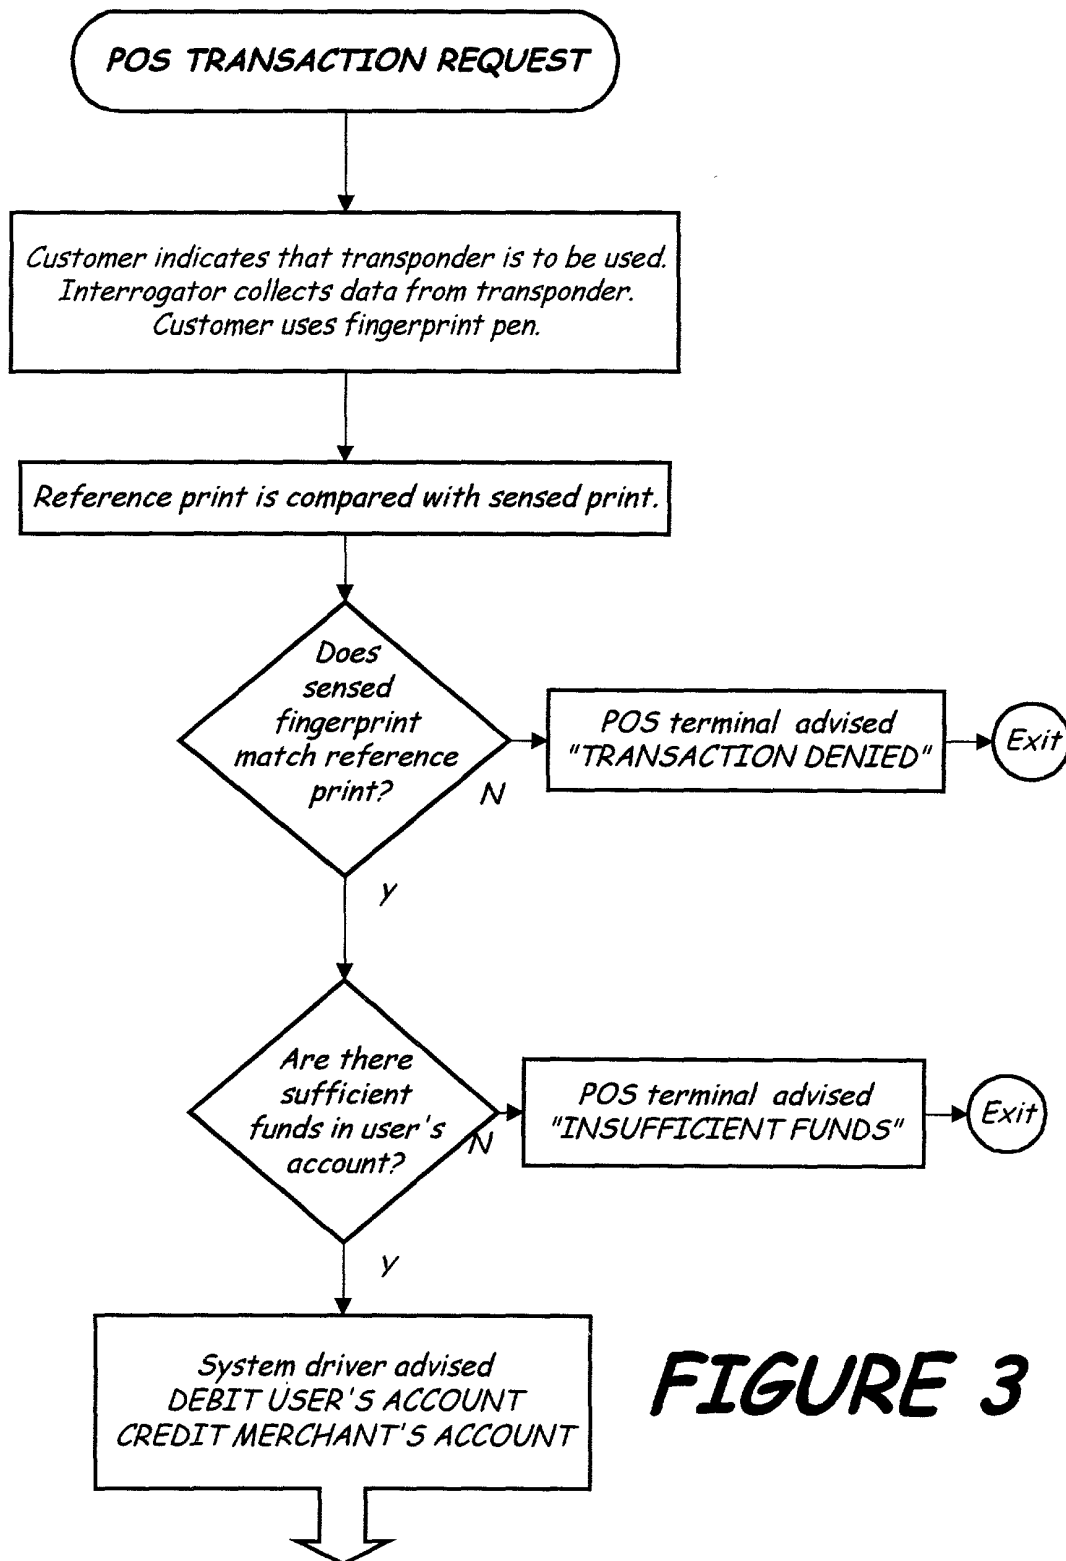 POS TRANSACTION REQUEST
Customer indicates that transponder is to be used.
Interrogator collects data from transponder.
Customer uses fingerprint pen.
Reference print is compared with sensed print.
Does
sensed
fingerprint
match reference
print?
N
POS terminal advised
"TRANSACTION DENIED"
Exit
Y
Are there
sufficient
funds in user's
account?
N
POS terminal advised
"INSUFFICIENT FUNDS"
Exit
Y
System driver advised
DEBIT USER'S ACCOUNT
CREDIT MERCHANT'S ACCOUNT
FIGURE 3